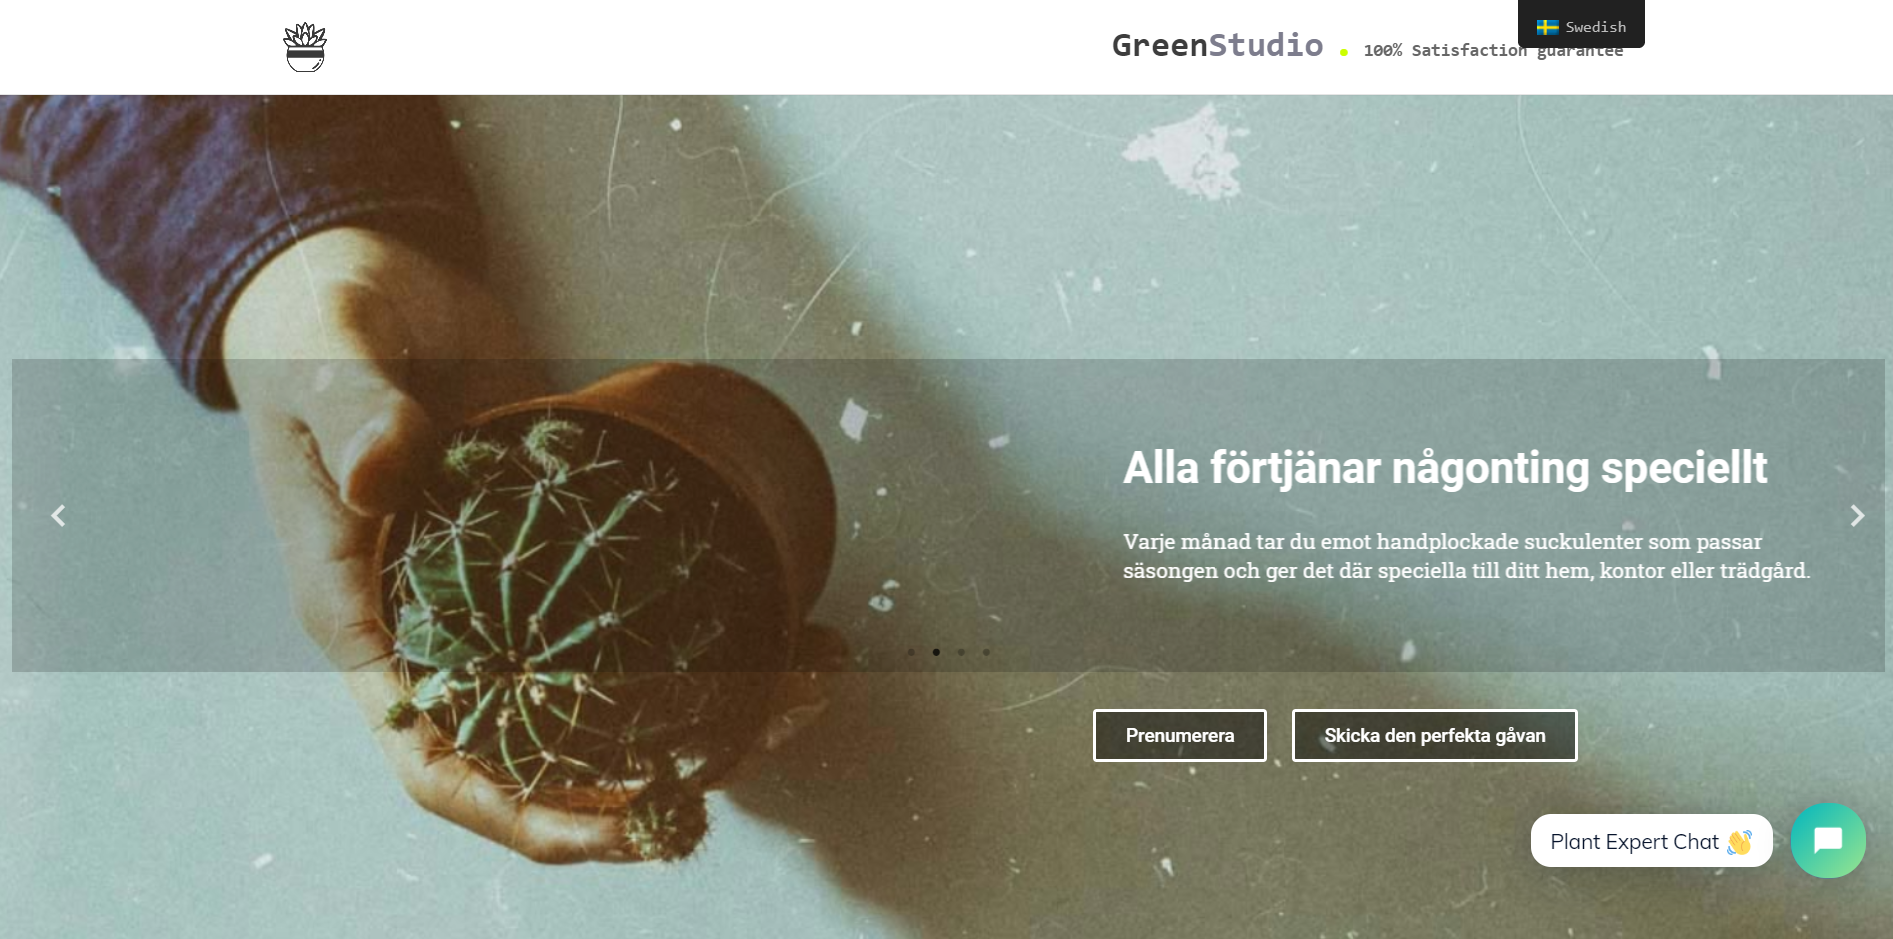 Swedish
GreenStudio 100% Satisfaction guarantee
Alla förtjänar någonting speciellt
Varje månad tar du emot handplockade suckulenter som passar
säsongen och ger det där speciella till ditt hem, kontor eller trädgård.
Prenumerera
Skicka den perfekta gåvan
Plant Expert Chat 👋